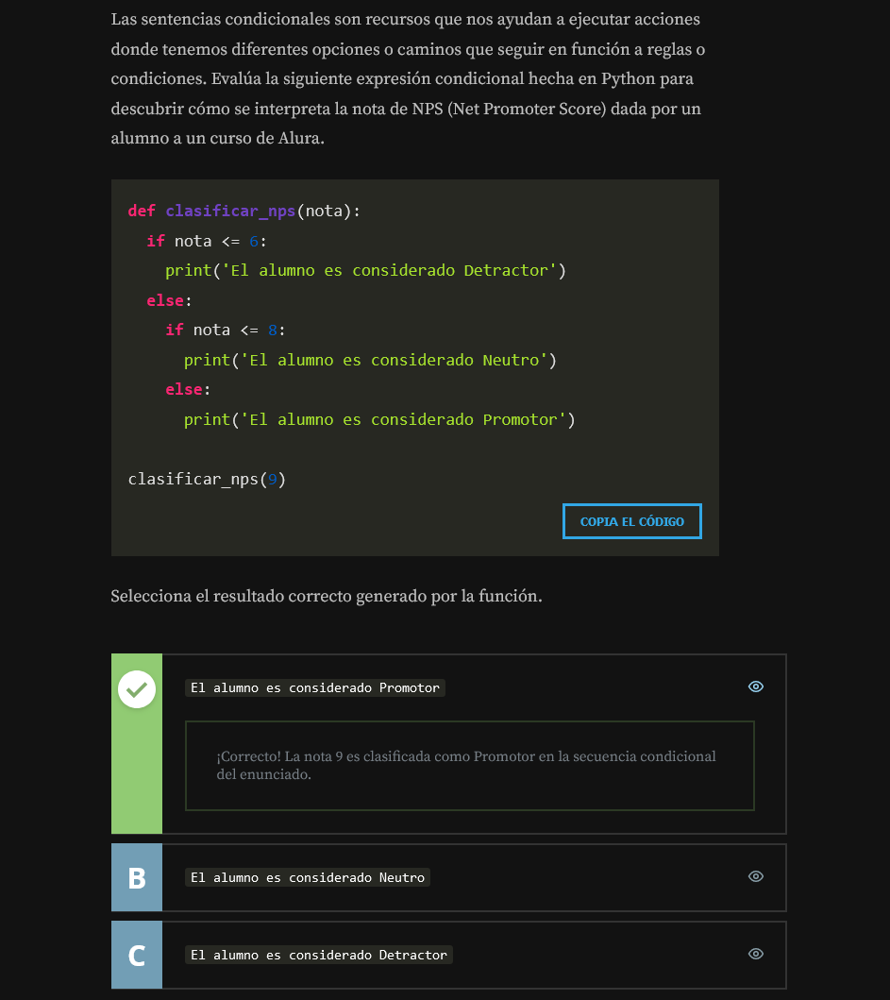 Las sentencias condicionales son recursos que nos ayudan a ejecutar acciones
donde tenemos diferentes opciones o caminos que seguir en función a reglas o
condiciones. Evalúa la siguiente expresión condicional hecha en Python para
descubrir cómo se interpreta la nota de NPS (Net Promoter Score) dada por un
alumno a un curso de Alura.
def clasificar_nps(nota):
  if nota <= 6:
    print('El alumno es considerado Detractor')
  else:
    if nota <= 8:
      print('El alumno es considerado Neutro')
    else:
      print('El alumno es considerado Promotor')
clasificar_nps(9)
COPIA EL CÓDIGO
Selecciona el resultado correcto generado por la función.
El alumno es considerado Promotor
¡Correcto! La nota 9 es clasificada como Promotor en la secuencia condicional
del enunciado.
B El alumno es considerado Neutro
C El alumno es considerado Detractor